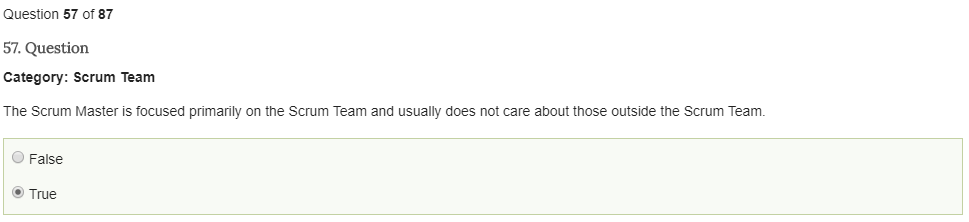 Question 57 of 87
57. Question
Category: Scrum Team
The Scrum Master is focused primarily on the Scrum Team and usually does not care about those outside the Scrum Team.
False
True